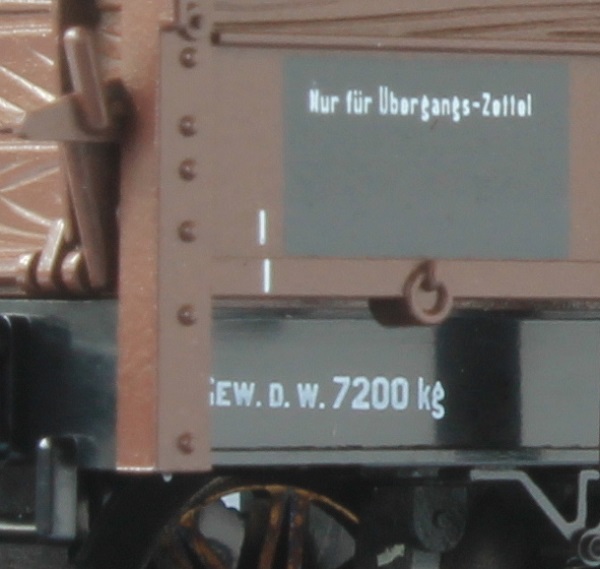 Nur für Übergangs-Zettel
GEW. D. W. 7200 kg